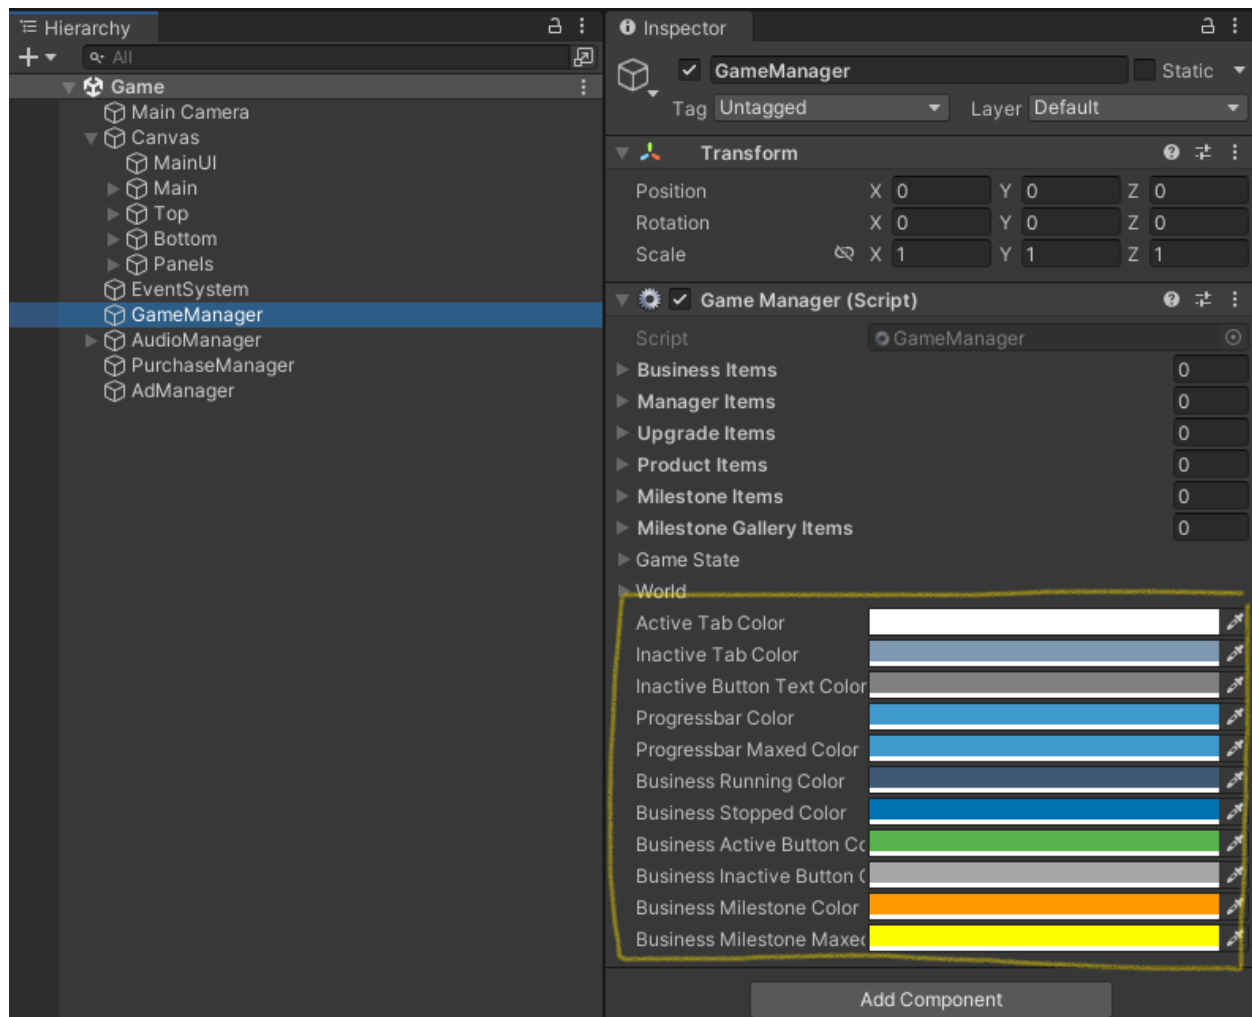 Hierarchy
All
Game
Main Camera
Canvas
MainUI
Main
Top
Bottom
Panels
EventSystem
GameManager
AudioManager
PurchaseManager
AdManager
Inspector
GameManager
Static
Tag Untagged Layer Default
Transform
Position X 0 Y 0 Z 0
Rotation X 0 Y 0 Z 0
Scale X 1 Y 1 Z 1
Game Manager (Script)
Script GameManager
Business Items 0
Manager Items 0
Upgrade Items 0
Product Items 0
Milestone Items 0
Milestone Gallery Items 0
Game State
World
Active Tab Color
Inactive Tab Color
Inactive Button Text Color
Progressbar Color
Progressbar Maxed Color
Business Running Color
Business Stopped Color
Business Active Button Co
Business Inactive Button C
Business Milestone Color
Business Milestone Maxed
Add Component